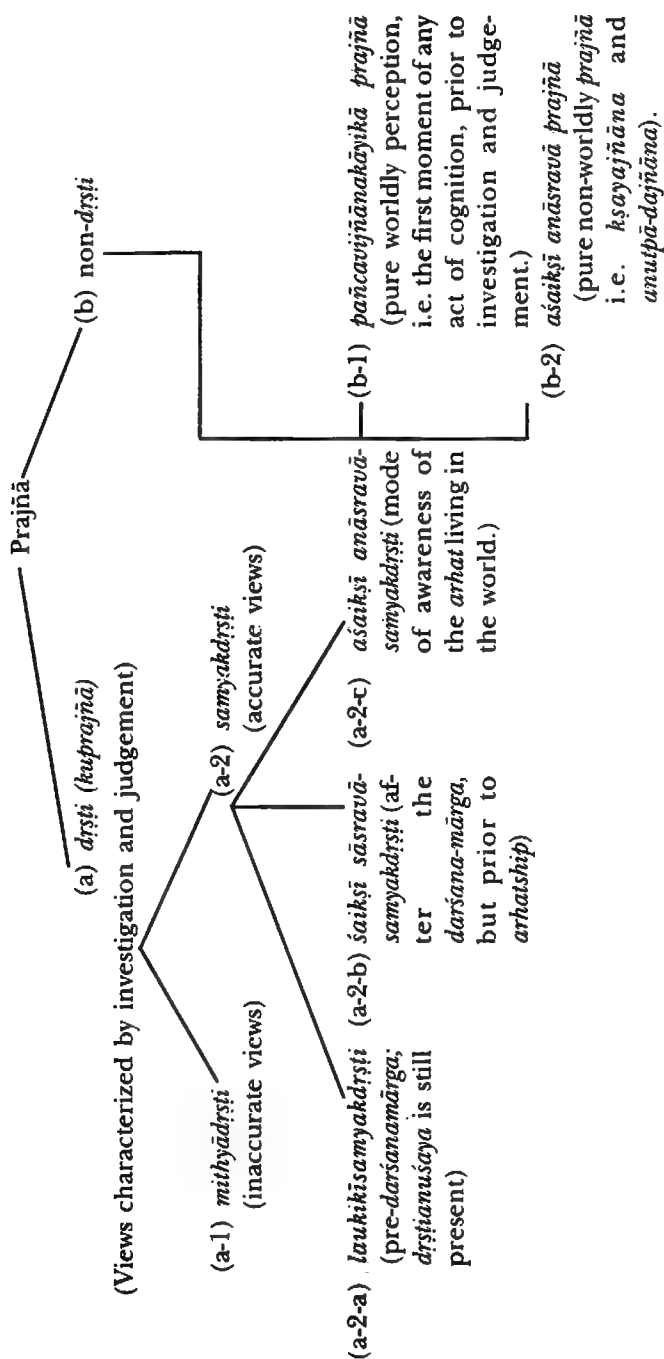 Prajñā
(a) dṛṣṭi (kuprajñā)
(Views characterized by investigation and judgement)
(b) non-dṛṣṭi
(a-1) mithyādṛṣṭi
(inaccurate views)
(a-2) samyakdṛṣṭi
(accurate views)
(a-2-a) laukikīsamyakdṛṣṭi
(pre-darśanamārga;
dṛṣṭianuśaya is still
present)
(a-2-b) śaikṣī sāsravā-
samyakdṛṣṭi (af-
ter the
darśana-mārga,
but prior to
arhatship)
(a-2-c) aśaikṣī anāsravā-
saṁyakdṛṣṭi (mode
of awareness of
the arhat living in
the world.)
(b-1) pañcavijñānakāyikā prajñā
(pure worldly perception,
i.e. the first moment of any
act of cognition, prior to
investigation and judge-
ment.)
(b-2) aśaikṣī anāsravā prajñā
(pure non-worldly prajñā
i.e. kṣayajñāna and
anutpā-dajñāna).